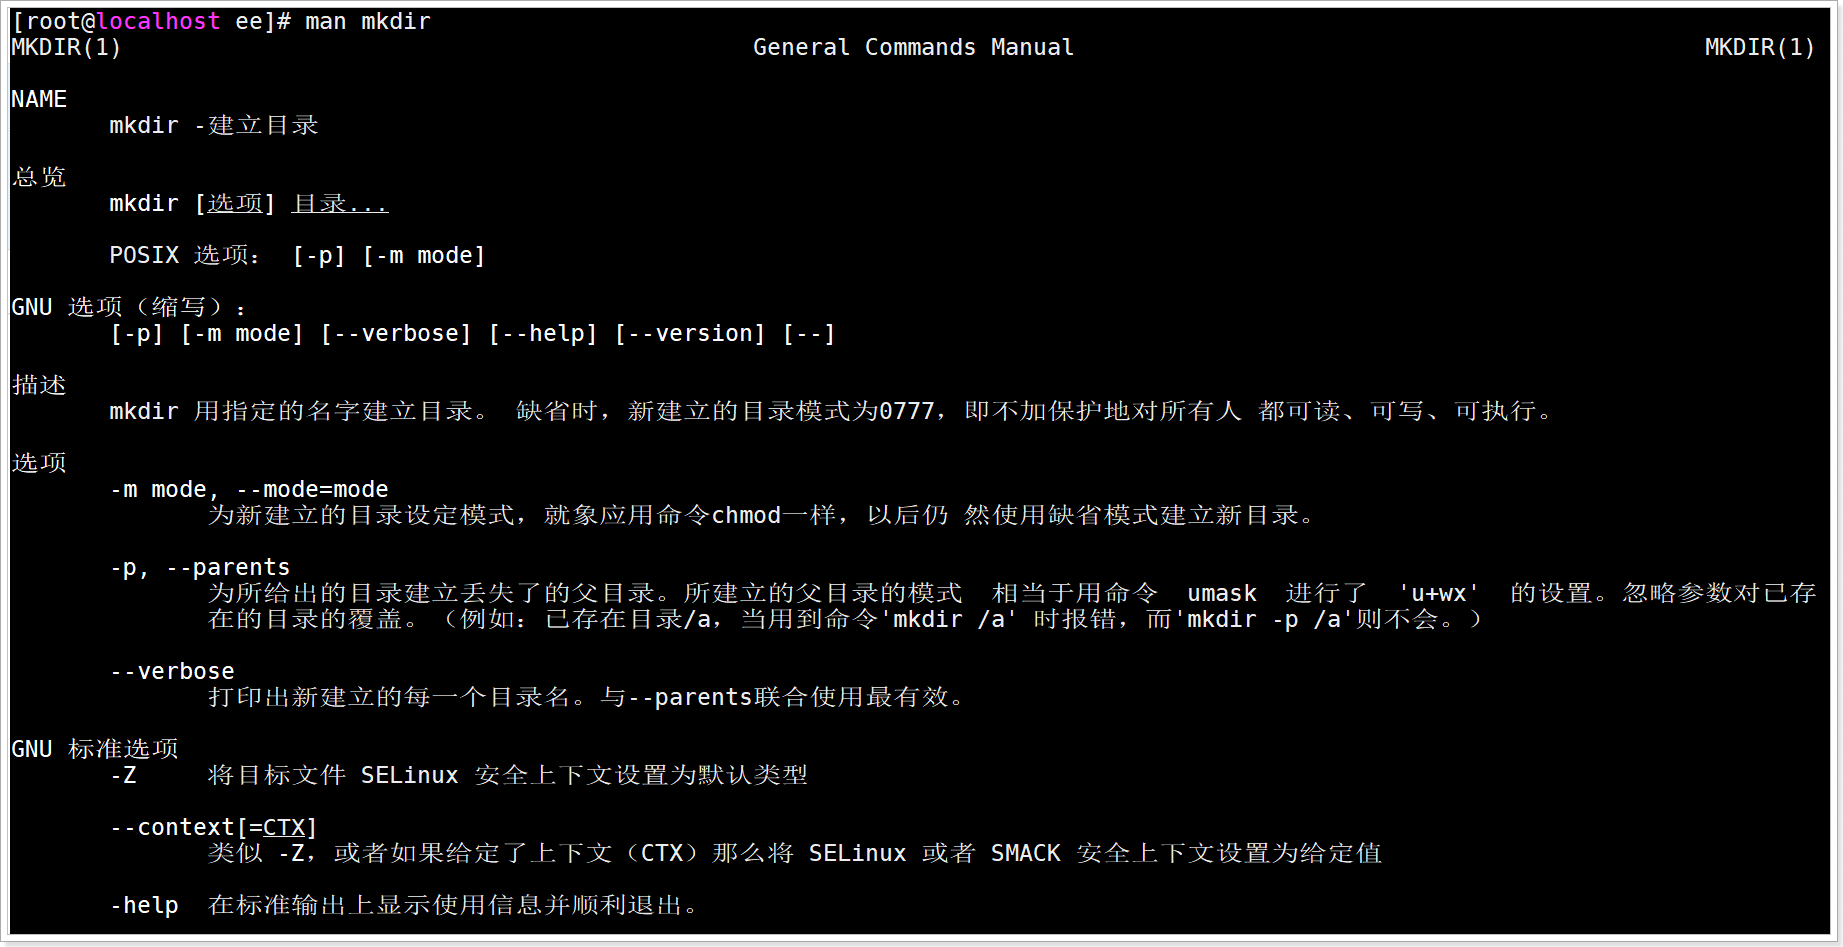 [root@localhost ee]# man mkdir
MKDIR(1) General Commands Manual MKDIR(1)
NAME
mkdir -建立目录
总览
mkdir [选项] 目录...
POSIX 选项： [-p] [-m mode]
GNU 选项（缩写）：
[-p] [-m mode] [--verbose] [--help] [--version] [--]
描述
mkdir 用指定的名字建立目录。 缺省时，新建立的目录模式为0777，即不加保护地对所有人 都可读、可写、可执行。
选项
-m mode, --mode=mode
为新建立的目录设定模式，就象应用命令chmod一样，以后仍 然使用缺省模式建立新目录。
-p, --parents
为所给出的目录建立丢失了的父目录。所建立的父目录的模式 相当于用命令 umask 进行了 'u+wx' 的设置。忽略参数对已存
在的目录的覆盖。（例如：已存在目录/a，当用到命令'mkdir /a' 时报错，而'mkdir -p /a'则不会。）
--verbose
打印出新建立的每一个目录名。与--parents联合使用最有效。
GNU 标准选项
-Z 将目标文件 SELinux 安全上下文设置为默认类型
--context[=CTX]
类似 -Z，或者如果给定了上下文（CTX）那么将 SELinux 或者 SMACK 安全上下文设置为给定值
-help 在标准输出上显示使用信息并顺利退出。